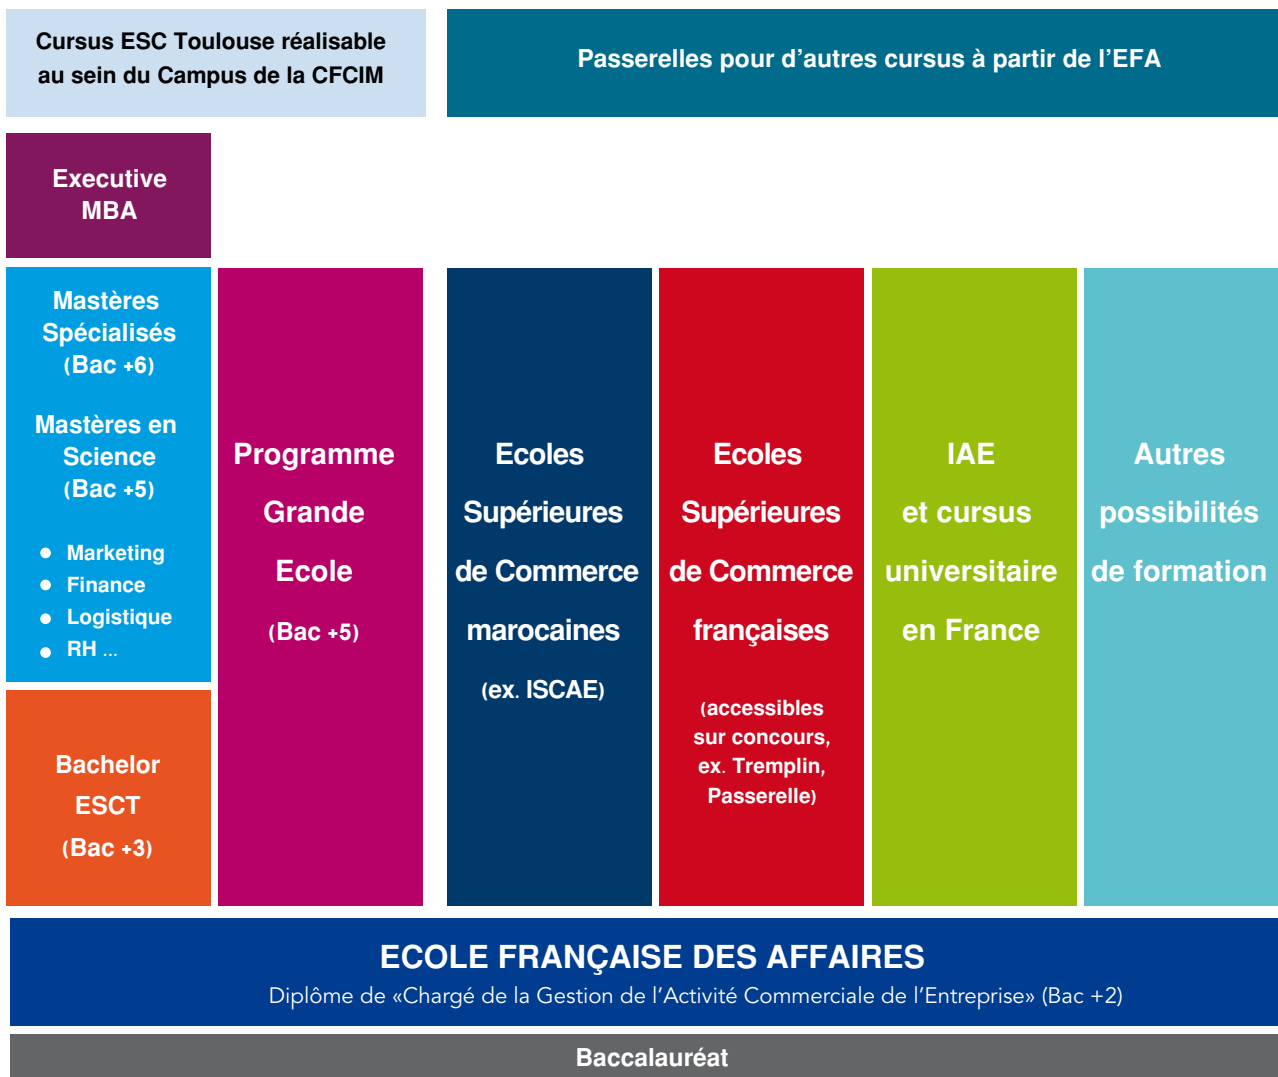 Cursus ESC Toulouse réalisable
au sein du Campus de la CFCIM
Passerelles pour d’autres cursus à partir de l’EFA
Executive
MBA
Mastères
Spécialisés
(Bac +6)
Mastères en
Science
(Bac +5)
• Marketing
• Finance
• Logistique
• RH ...
Bachelor
ESCT
(Bac +3)
Programme
Grande
Ecole
(Bac +5)
Ecoles
Supérieures
de Commerce
marocaines
(ex. ISCAE)
Ecoles
Supérieures
de Commerce
françaises
(accessibles
sur concours,
ex. Tremplin,
Passerelle)
IAE
et cursus
universitaire
en France
Autres
possibilités
de formation
ECOLE FRANÇAISE DES AFFAIRES
Diplôme de «Chargé de la Gestion de l’Activité Commerciale de l’Entreprise» (Bac +2)
Baccalauréat